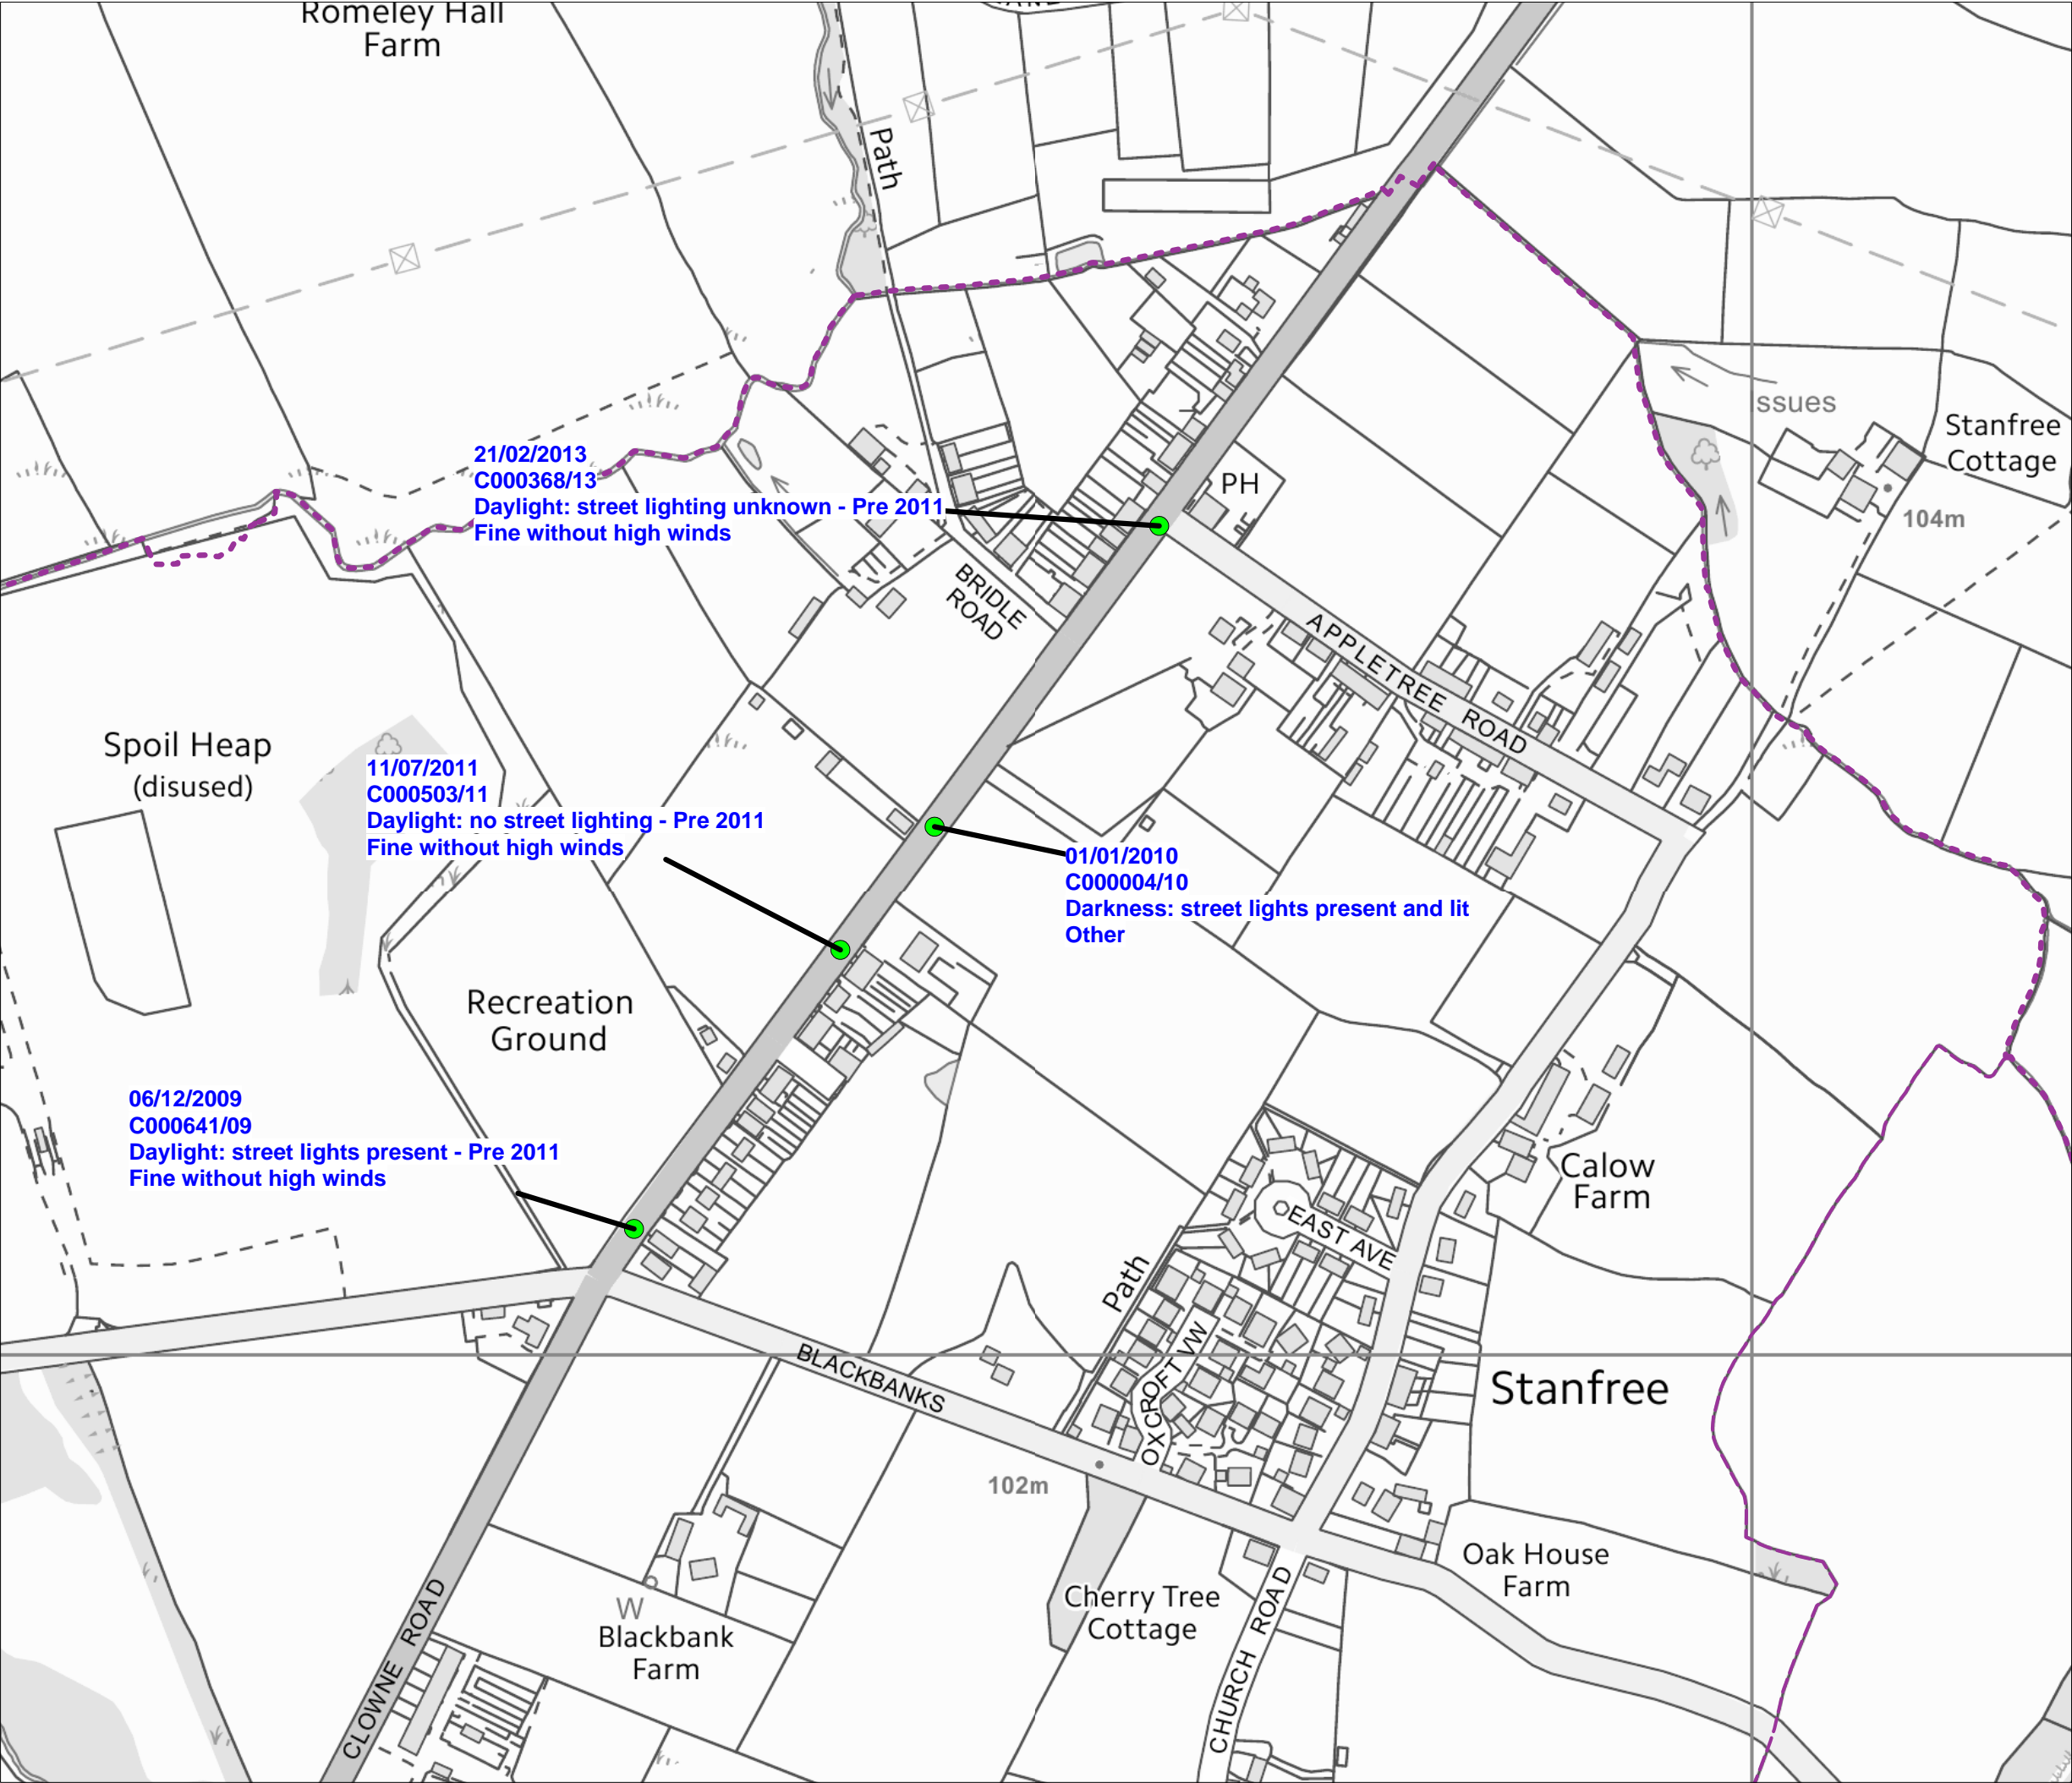 Romeley Hall
Farm
Path
21/02/2013
C000368/13
Daylight: street lighting unknown - Pre 2011
Fine without high winds
PH
Issues
Stanfree
Cottage
104m
BRIDLE
ROAD
APPLETREE ROAD
Spoil Heap
(disused)
11/07/2011
C000503/11
Daylight: no street lighting - Pre 2011
Fine without high winds
01/01/2010
C000004/10
Darkness: street lights present and lit
Other
Recreation
Ground
06/12/2009
C000641/09
Daylight: street lights present - Pre 2011
Fine without high winds
Calow
Farm
EAST AVE
Path
OXCROFT VW
BLACKBANKS
Stanfree
102m
Oak House
Farm
Cherry Tree
Cottage
W
Blackbank
Farm
CLOWNE ROAD
CHURCH ROAD